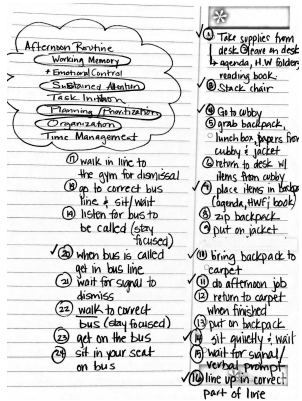 Afternoon Routine
Working Memory
+ Emotional Control
Sustained Attention
Task Initiation
Planning/Prioritization
Organization
Time Management
① Take supplies from
desk ② leave on desk
↳ agenda, H.W folder,
reading book
③ Stack chair
④ Go to cubby
⑤ grab backpack,
lunch box, papers from
cubby & jacket
⑥ return to desk w/
items from cubby
⑦ place items in backpack
(agenda, HWF, book)
⑧ zip backpack
⑨ put on jacket
⑩ bring backpack to
carpet
⑪ do afternoon job
⑫ return to carpet
when finished
⑬ put on backpack
⑭ sit quietly & wait
⑮ wait for signal/
verbal prompt
⑯ line up in correct
part of line
⑰ walk in line to
the gym for dismissal
⑱ go to correct bus
line & sit/wait
⑲ listen for bus to
be called (stay
focused)
⑳ when bus is called
get in bus line
㉑ wait for signal to
dismiss
㉒ walk to correct
bus (stay focused)
㉓ get on the bus
㉔ sit in your seat
on bus